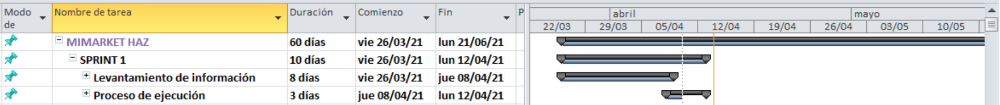 Modo de
Nombre de tarea
Duración
Comienzo
Fin
P
abril
mayo
22/03 29/03 05/04 12/04 19/04 26/04 03/05 10/05
MIMARKET HAZ 60 días vie 26/03/21 lun 21/06/21
SPRINT 1 10 días vie 26/03/21 lun 12/04/21
Levantamiento de información 8 días vie 26/03/21 jue 08/04/21
Proceso de ejecución 3 días jue 08/04/21 lun 12/04/21